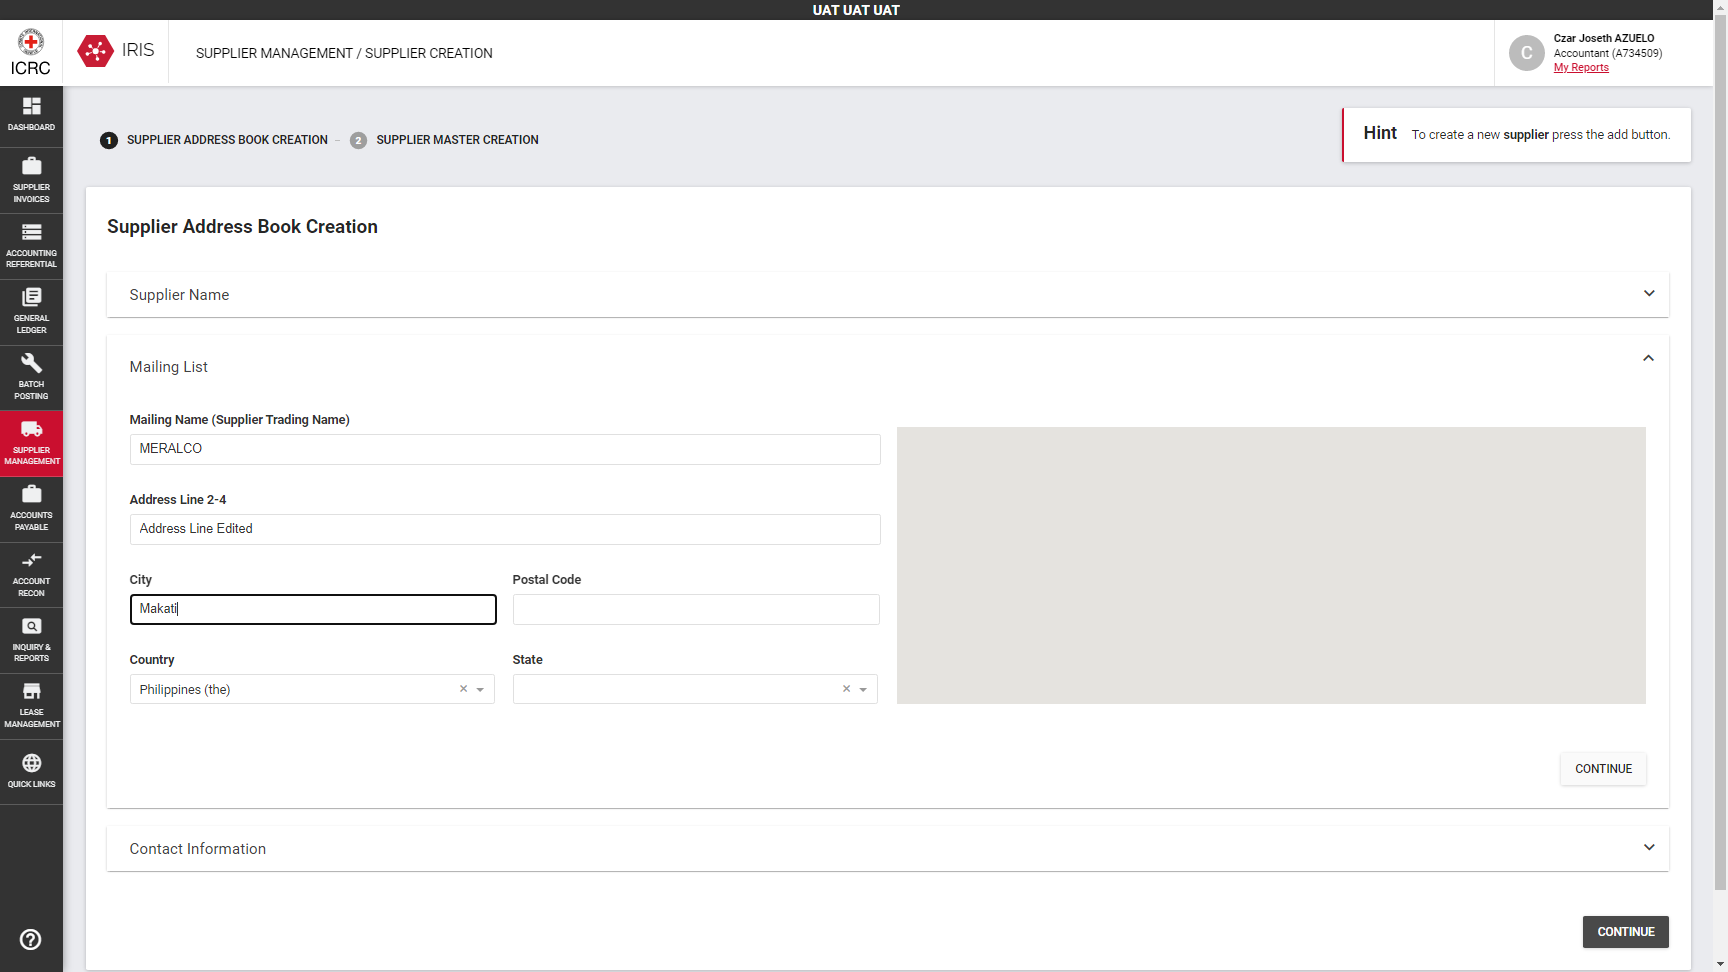 UAT UAT UAT
ICRC
IRIS
SUPPLIER MANAGEMENT / SUPPLIER CREATION
C
Czar Joseth AZUELO
Accountant (A734509)
My Reports
DASHBOARD
SUPPLIER
INVOICES
ACCOUNTING
REFERENTIAL
GENERAL
LEDGER
BATCH
POSTING
SUPPLIER
MANAGEMENT
ACCOUNTS
PAYABLE
ACCOUNT
RECON
INQUIRY &
REPORTS
LEASE
MANAGEMENT
QUICK LINKS
1 SUPPLIER ADDRESS BOOK CREATION – 2 SUPPLIER MASTER CREATION
Hint To create a new supplier press the add button.
Supplier Address Book Creation
Supplier Name
Mailing List
Mailing Name (Supplier Trading Name)
MERALCO
Address Line 2-4
Address Line Edited
City
Postal Code
Makati
Country
State
Philippines (the)
CONTINUE
Contact Information
CONTINUE